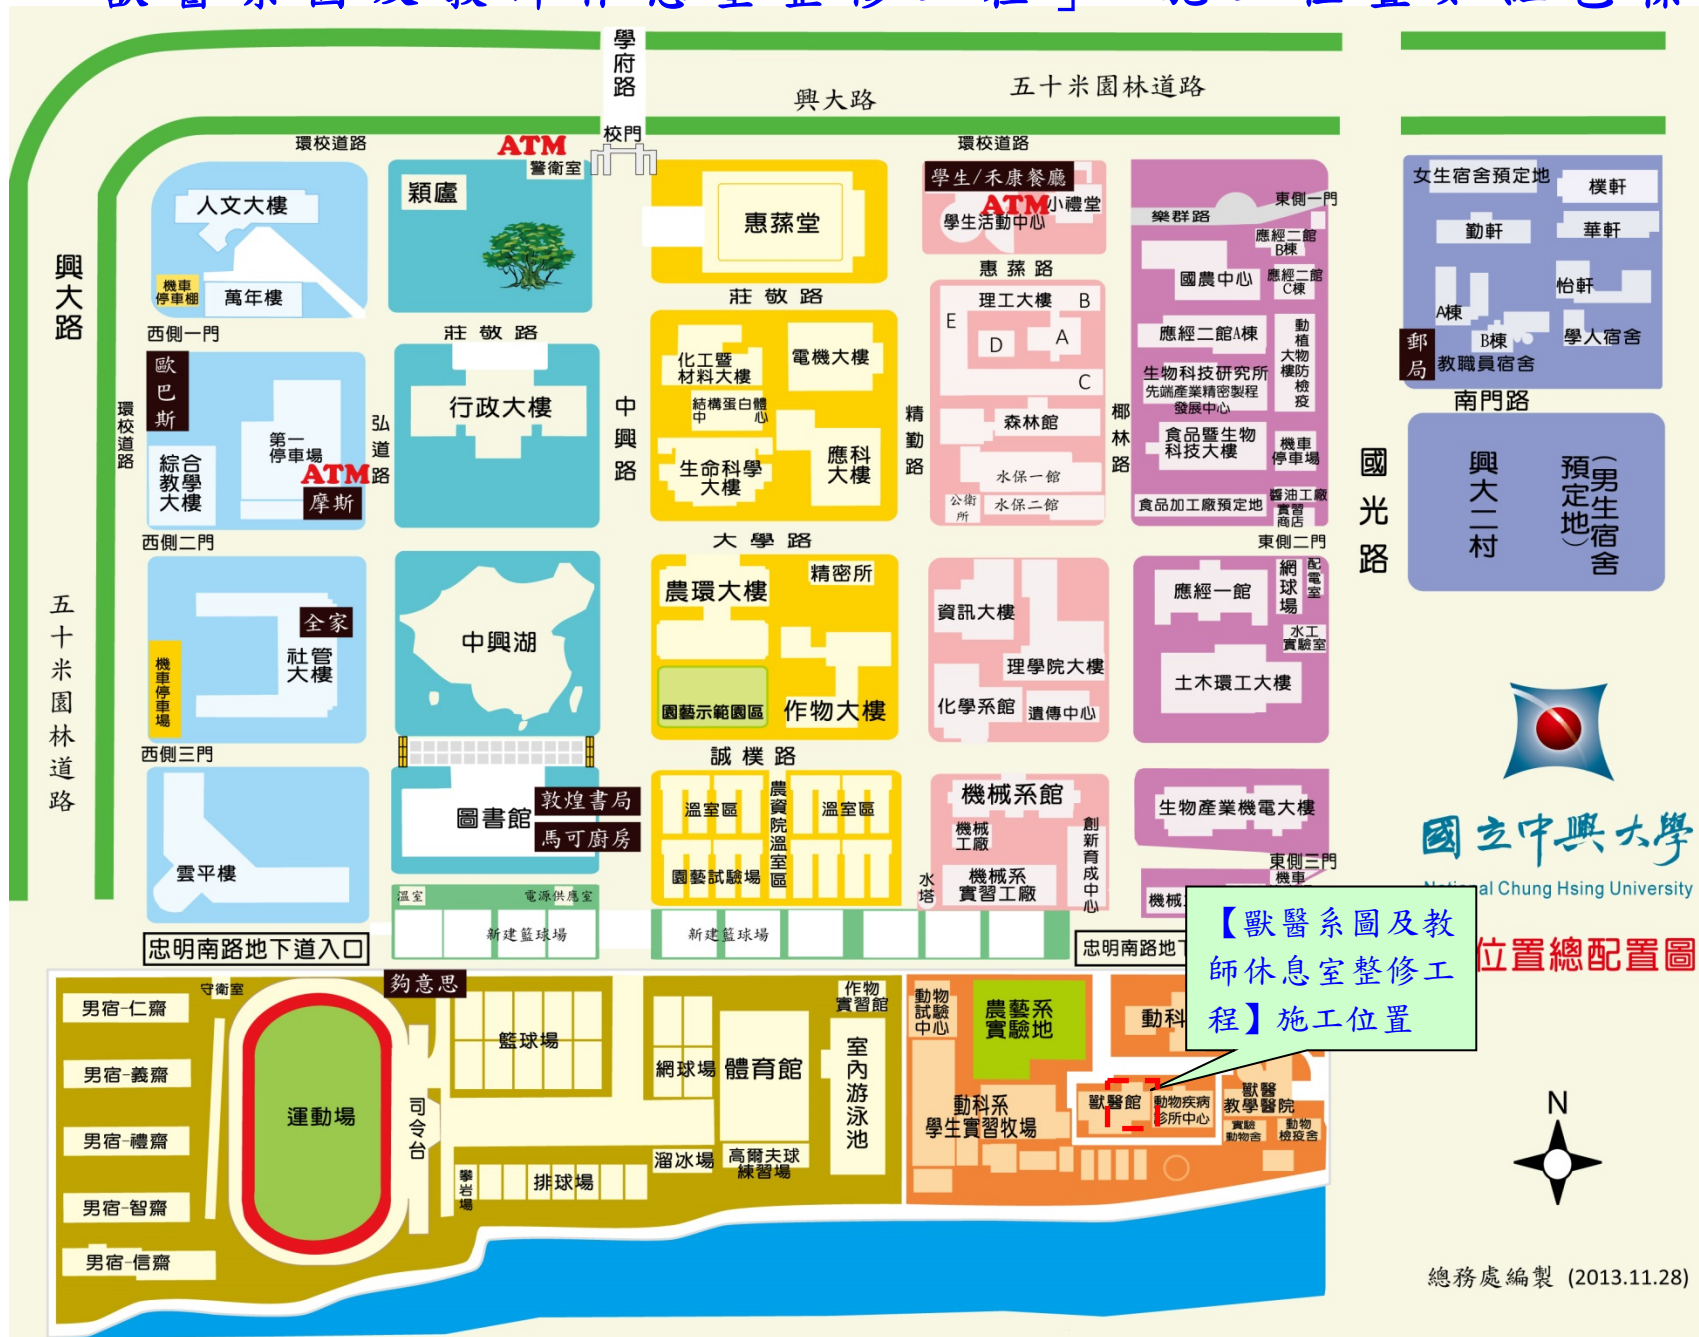 獸醫系圖及教師休息室整修工程」施工位置如紅色標
學府路
興大路
五十米園林道路
環校道路
ATM
警衛室
校門
環校道路
人文大樓
機車
停車棚
萬年樓
穎廬
惠蓀堂
學生/禾康餐廳
ATM
小禮堂
學生活動中心
樂群路
東側一門
應經二館
B棟
國農中心
應經二館
C棟
女生宿舍預定地
樸軒
勤軒
華軒
怡軒
A棟
B棟
學人宿舍
郵局
教職員宿舍
興大路
西側一門
莊敬路
莊敬路
惠蓀路
理工大樓
B
E
D
A
C
應經二館A棟
動植物防檢疫大樓
生物科技研究所
先端產業精密製程
發展中心
南門路
歐巴斯
環校道路
第一
停車場
ATM
摩斯
綜合
教學
大樓
弘道路
行政大樓
中興路
化工暨
材料大樓
電機大樓
結構蛋白體
中心
生命科學
大樓
應科
大樓
精勤路
森林館
水保一館
公衛所
水保二館
椰林路
食品暨生物
科技大樓
機車
停車場
食品加工廠預定地
醬油工廠
實習
商店
國光路
興大二村
(男生宿舍
預定地)
西側二門
大學路
東側二門
五十米園林道路
機車停車場
全家
社管
大樓
中興湖
農環大樓
精密所
園藝示範園區
作物大樓
資訊大樓
理學院大樓
化學系館
遺傳中心
應經一館
網球場
配電室
水工
實驗室
土木環工大樓
西側三門
誠樸路
雲平樓
圖書館
敦煌書局
馬可廚房
溫室區
農資院溫室區
溫室區
園藝試驗場
機械系館
機械
工廠
機械系
實習工廠
創新育成中心
水塔
生物產業機電大樓
東側三門
機車
國立中興大學
al Chung Hsing University
位置總配置圖
溫室
電源供應室
新建籃球場
新建籃球場
忠明南路地下道入口
忠明南路地下
【獸醫系圖及教
師休息室整修工
程】施工位置
守衛室
夠意思
男宿-仁齋
男宿-義齋
男宿-禮齋
男宿-智齋
男宿-信齋
運動場
司令台
籃球場
攀岩場
排球場
網球場
溜冰場
體育館
高爾夫球
練習場
作物
實習館
室內游泳池
動物
試驗
中心
農藝系
實驗地
動科
動科系
學生實習牧場
獸醫館
動物疾病
診所中心
獸醫
教學醫院
實驗
動物舍
動物
檢疫舍
N
總務處編製 (2013.11.28)